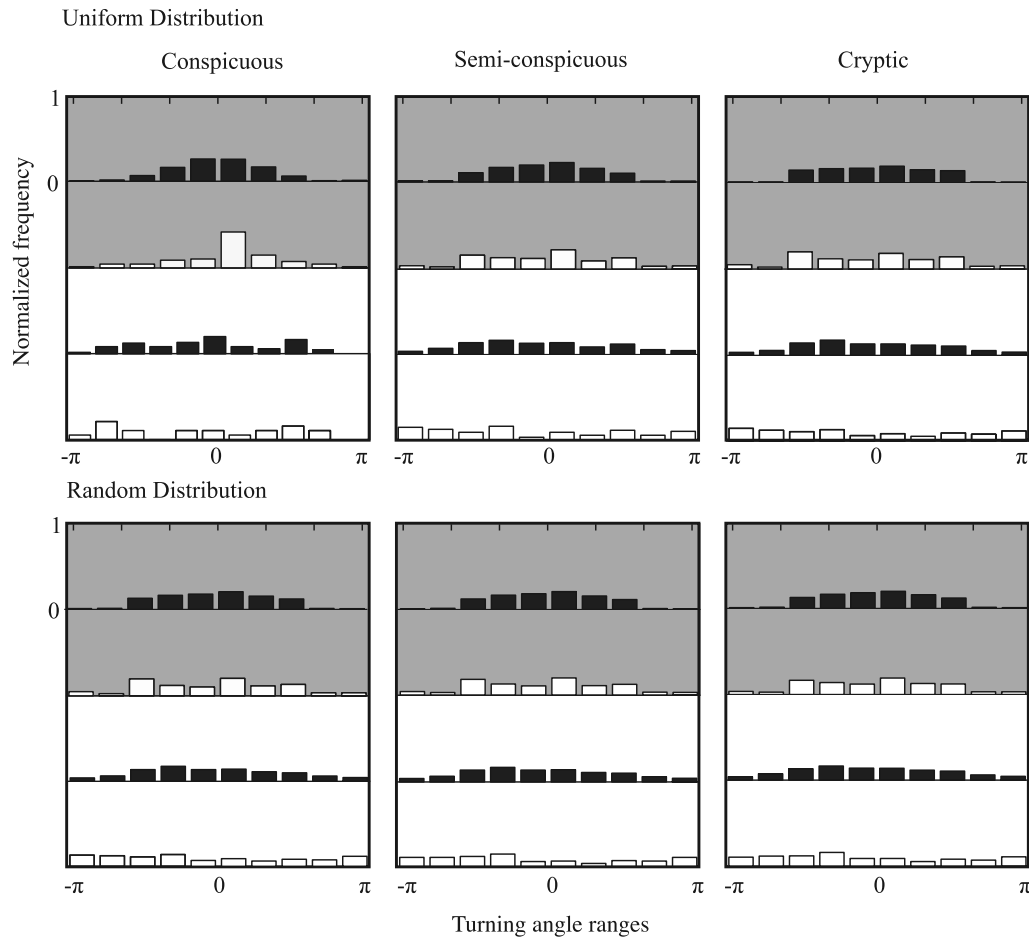 Uniform Distribution
Conspicuous Semi-conspicuous Cryptic
1
0
Normalized frequency
-π 0 π -π 0 π -π 0 π
Random Distribution
1
0
-π 0 π -π 0 π -π 0 π
Turning angle ranges